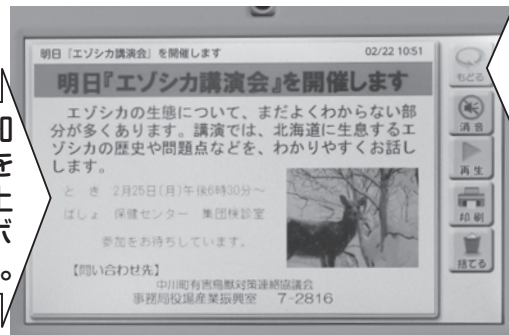 明日『エゾシカ講演会』を開催します 02/22 10:51
明日『エゾシカ講演会』を開催します
エゾシカの生態について、まだよくわからない部
分が多くあります。講演では、北海道に生息するエ
ゾシカの歴史や問題点などを、わかりやすくお話し
します。
と き 2月25日(月)午後6時30分～
ばしょ 保健センター 集団検診室
参加をお待ちしています。
【問い合わせ先】
中川町有害鳥獣対策連絡協議会
事務局役場産業振興室 7-2816
もどる
消音
再生
印刷
捨てる
を
ボ
。